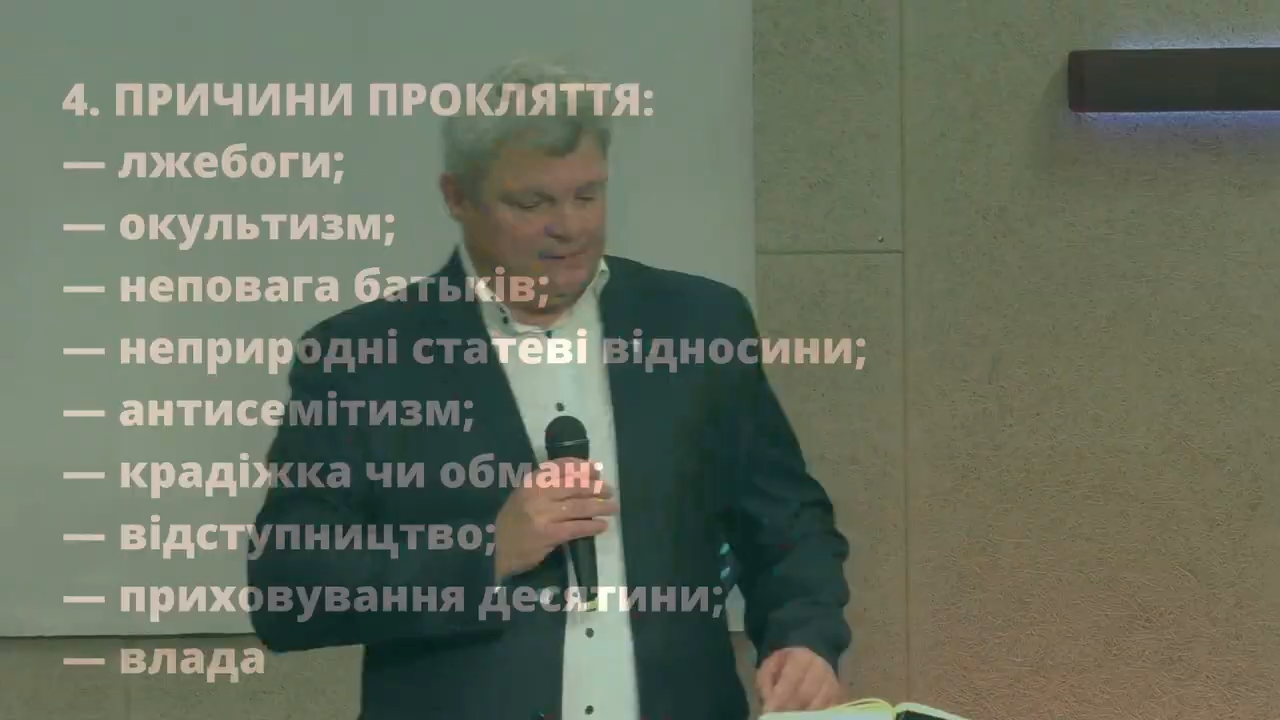 4. ПРИЧИНИ ПРОКЛЯТТЯ:
— лжебоги;
— окультизм;
— неповага батьків;
— неприродні статеві відносини;
— антисемітизм;
— крадіжка чи обман;
— відступництво;
— приховування десятини;
— влада